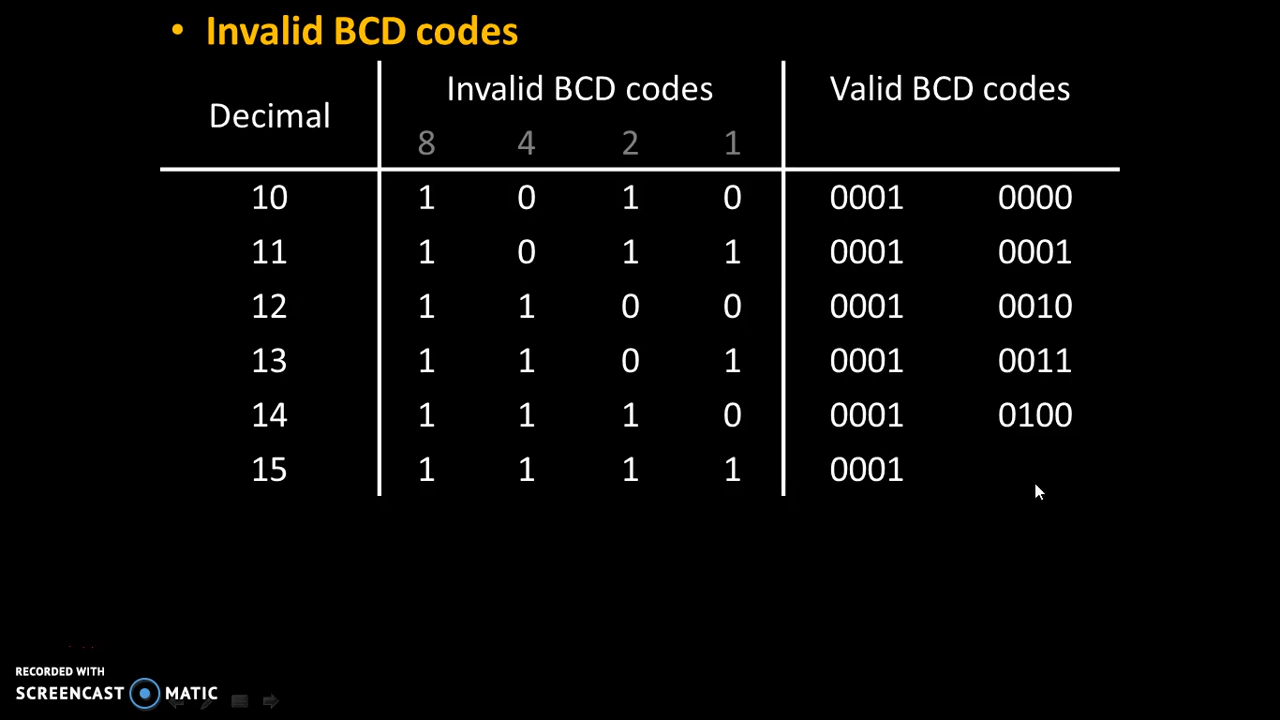 • Invalid BCD codes
Decimal Invalid BCD codes Valid BCD codes
8 4 2 1
10 1 0 1 0 0001 0000
11 1 0 1 1 0001 0001
12 1 1 0 0 0001 0010
13 1 1 0 1 0001 0011
14 1 1 1 0 0001 0100
15 1 1 1 1 0001
RECORDED WITH
SCREENCAST MATIC